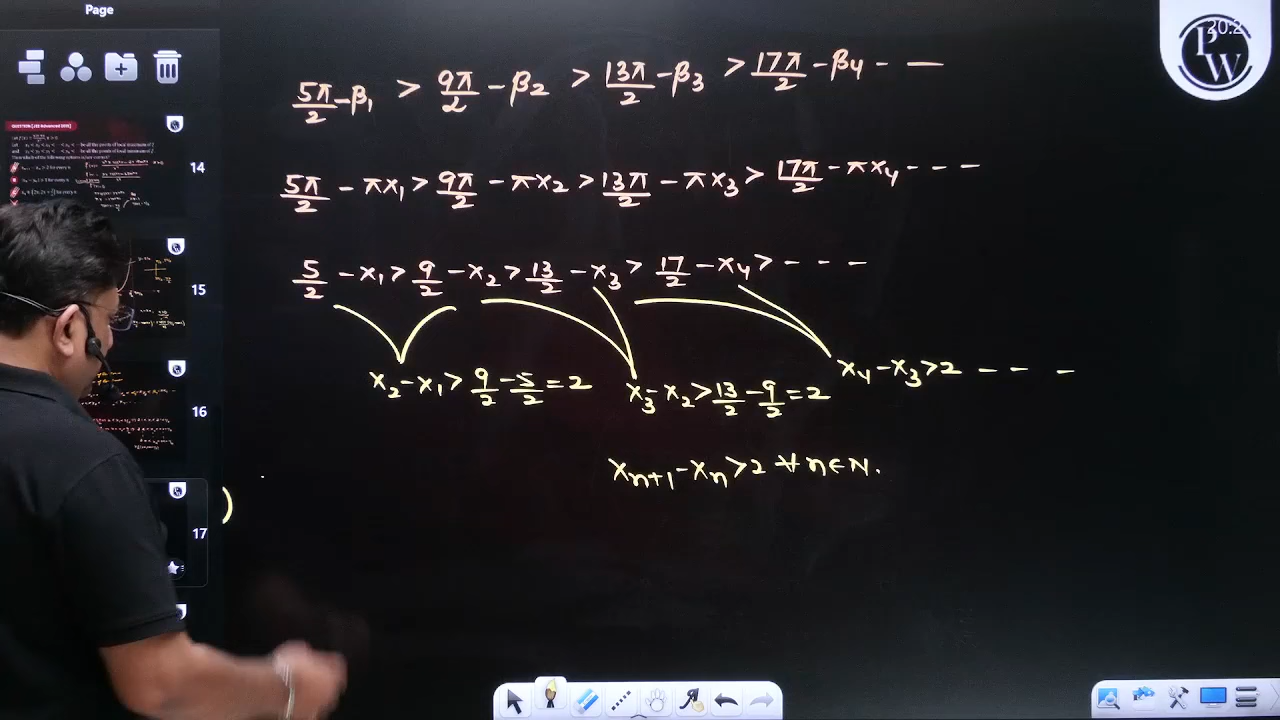 Page
20:2
PW
5π/2 - β₁ > 9π/2 - β₂ > 13π/2 - β₃ > 17π/2 - β₄ - —
14
5π/2 - πx₁ > 9π/2 - πx₂ > 13π/2 - πx₃ > 17π/2 - πx₄ - - -
15
5/2 - x₁ > 9/2 - x₂ > 13/2 - x₃ > 17/2 - x₄ > - - -
x₂ - x₁ > 9/2 - 5/2 = 2 x₃ - x₂ > 13/2 - 9/2 = 2 x₄ - x₃ > 2 - - -
16
xₙ₊₁ - xₙ > 2 ∀ n ∈ N.
)
17